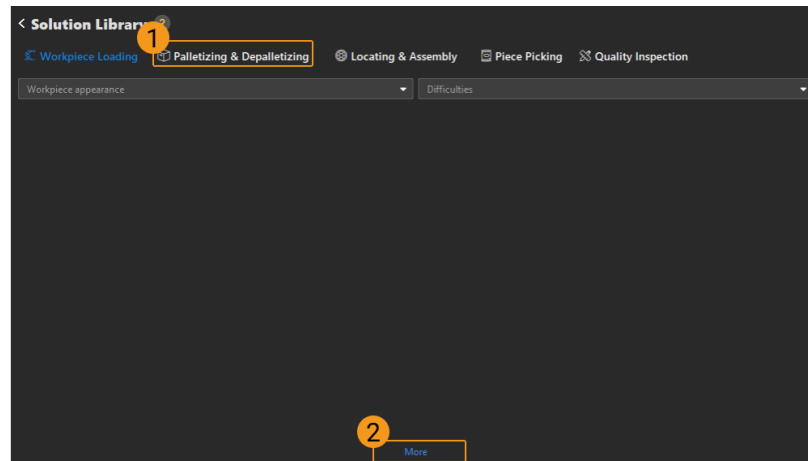 < Solution Library ?
1
Workpiece Loading Palletizing & Depalletizing Locating & Assembly Piece Picking Quality Inspection
Workpiece appearance Difficulties
2
More